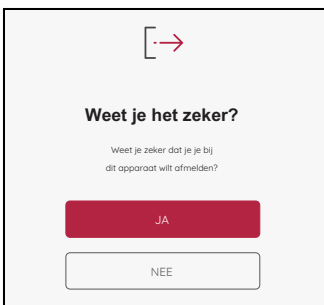 Weet je het zeker?
Weet je zeker dat je je bij
dit apparaat wilt afmelden?
JA
NEE